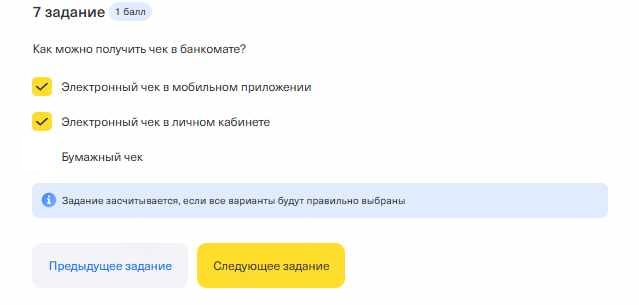 7 задание 1 балл
Как можно получить чек в банкомате?
Электронный чек в мобильном приложении
Электронный чек в личном кабинете
Бумажный чек
Задание засчитывается, если все варианты будут правильно выбраны
Предыдущее задание Следующее задание